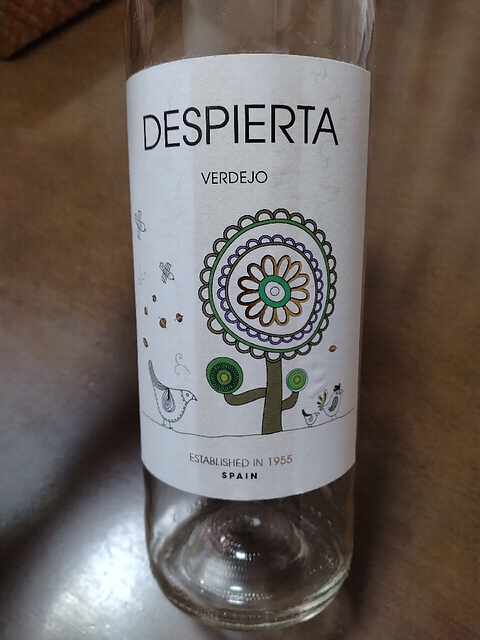 DESPIERTA
VERDEJO
ESTABLISHED IN 1955
SPAIN